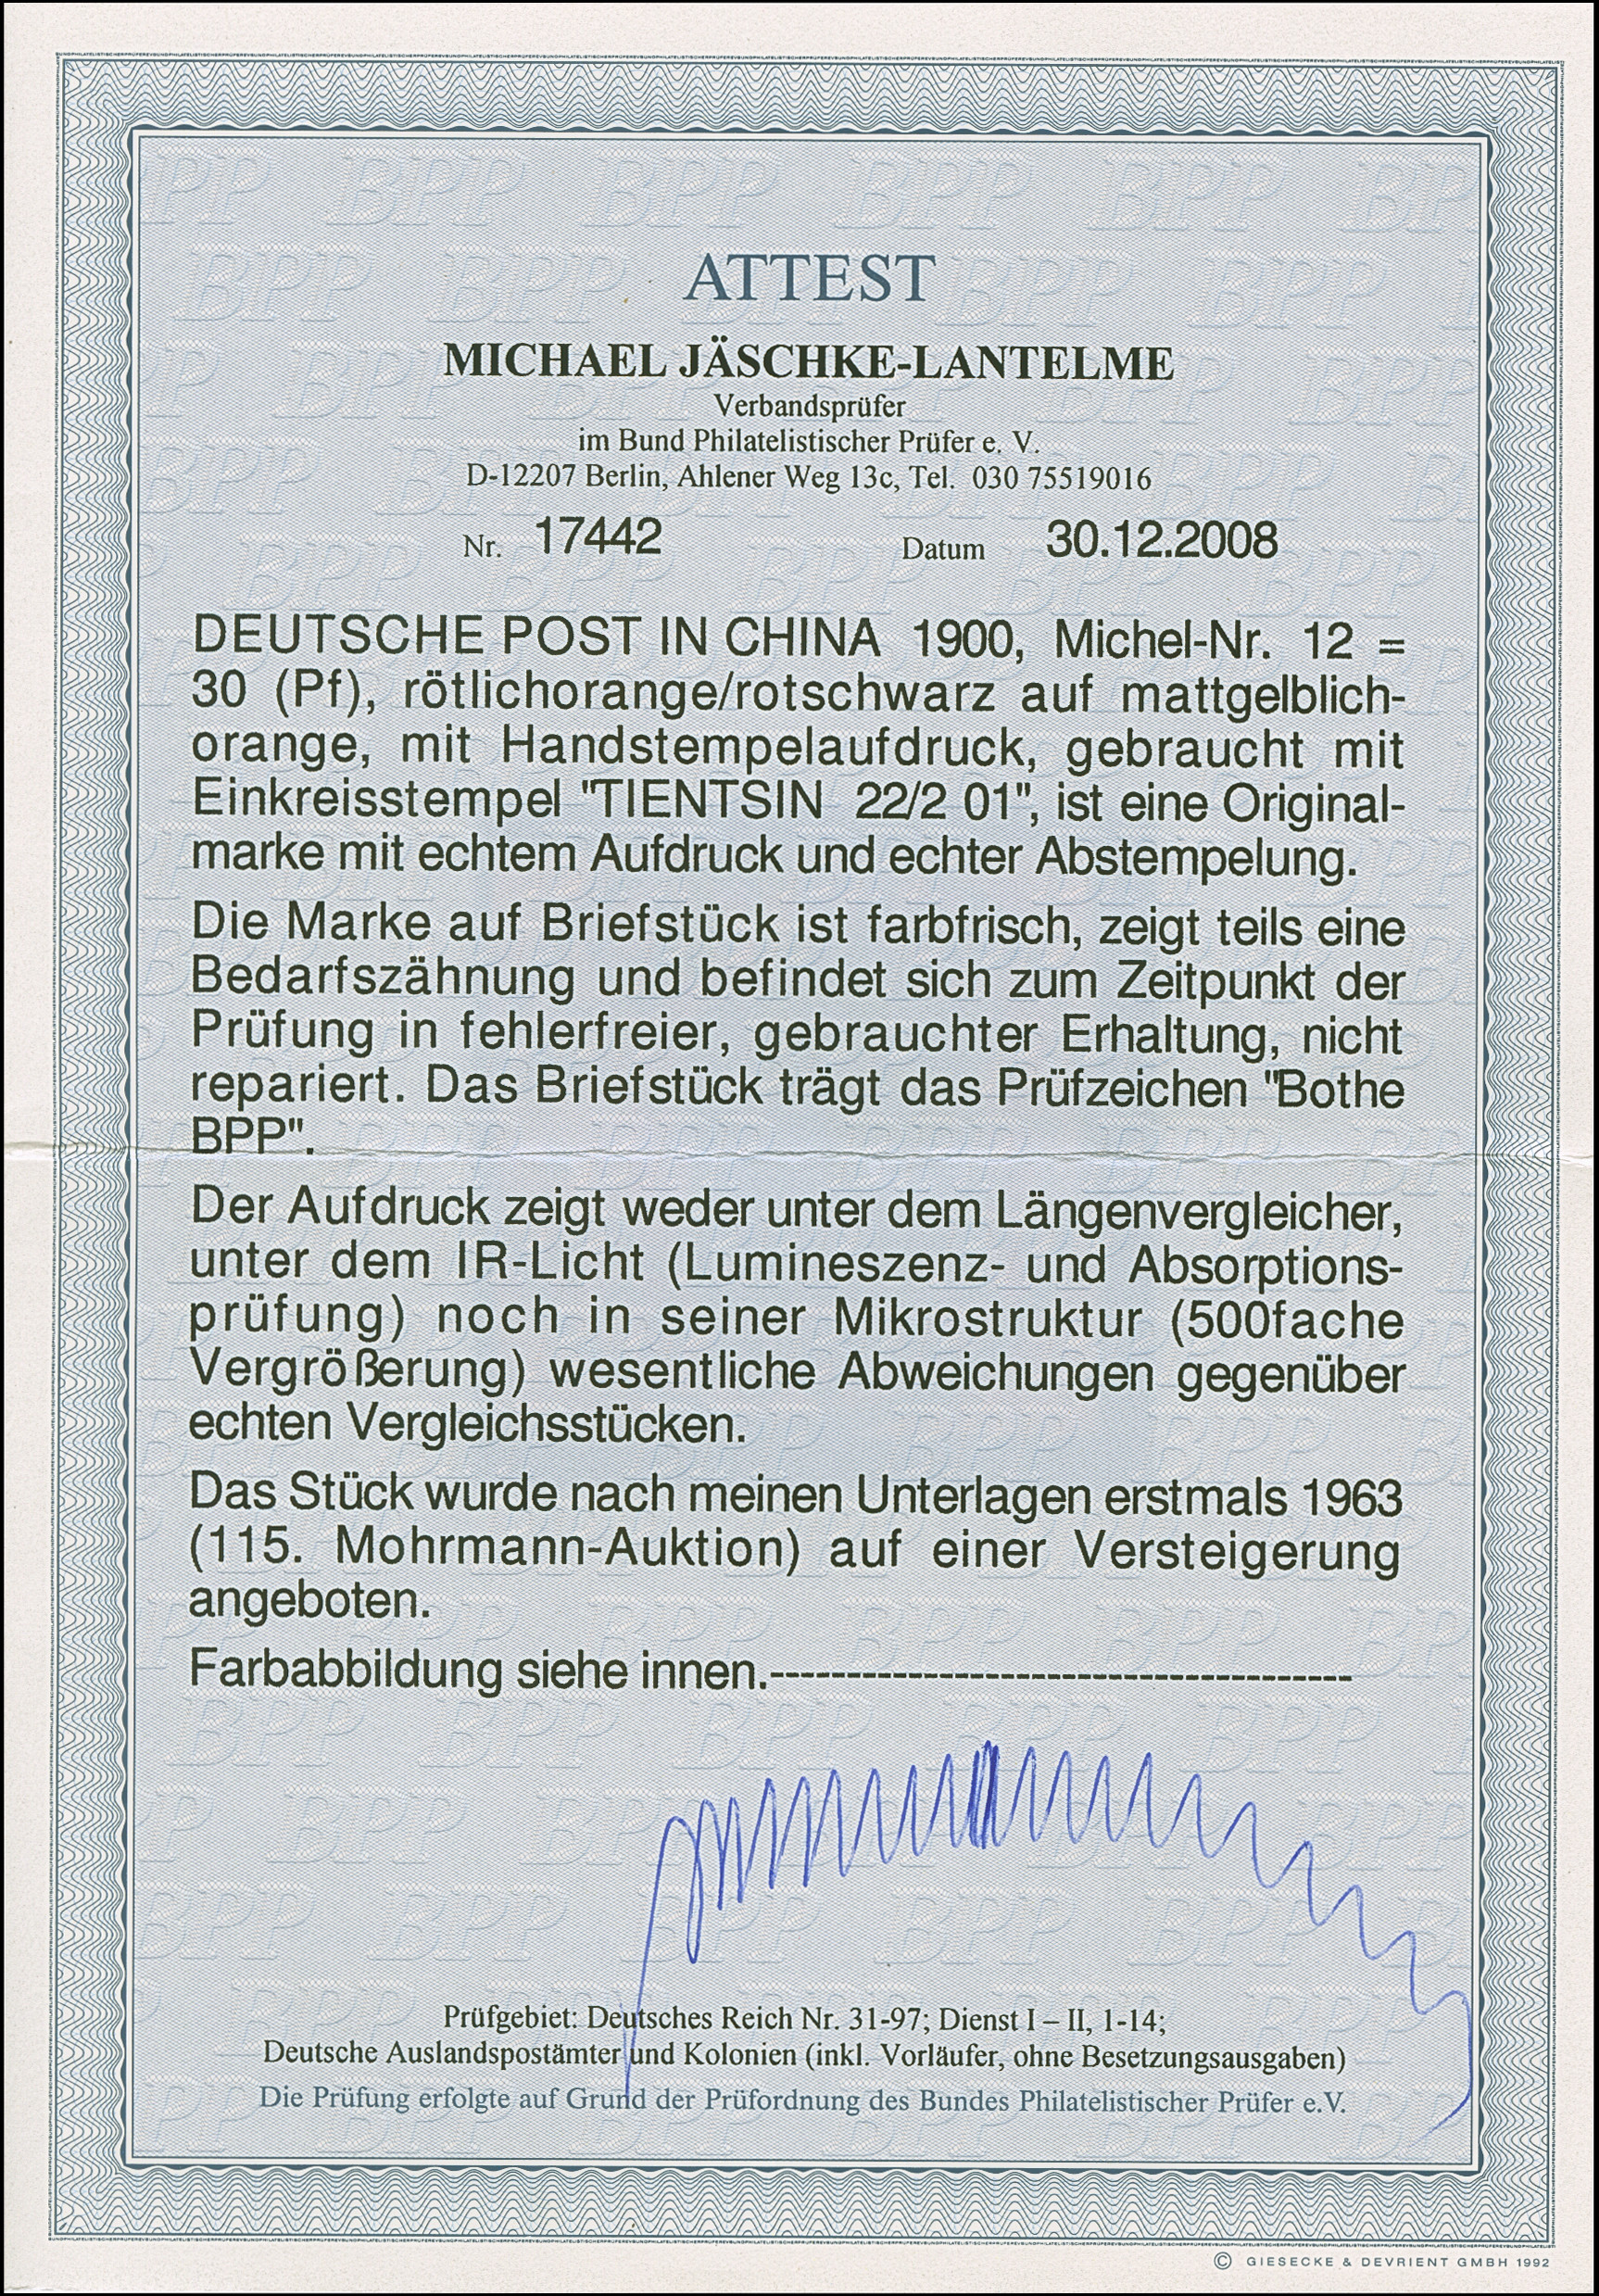 ATTEST
MICHAEL JÄSCHKE-LANTELME
Verbandsprüfer
im Bund Philatelistischer Prüfer e. V.
D-12207 Berlin, Ahlener Weg 13c, Tel. 030 75519016
Nr. 17442 Datum 30.12.2008
DEUTSCHE POST IN CHINA 1900, Michel-Nr. 12 =
30 (Pf), rötlichorange/rotschwarz auf mattgelblich-
orange, mit Handstempelaufdruck, gebraucht mit
Einkreisstempel "TIENTSIN 22/2 01", ist eine Original-
marke mit echtem Aufdruck und echter Abstempelung.
Die Marke auf Briefstück ist farbfrisch, zeigt teils eine
Bedarfszähnung und befindet sich zum Zeitpunkt der
Prüfung in fehlerfreier, gebrauchter Erhaltung, nicht
repariert. Das Briefstück trägt das Prüfzeichen "Bothe
BPP".
Der Aufdruck zeigt weder unter dem Längenvergleicher,
unter dem IR-Licht (Lumineszenz- und Absorptions-
prüfung) noch in seiner Mikrostruktur (500fache
Vergrößerung) wesentliche Abweichungen gegenüber
echten Vergleichsstücken.
Das Stück wurde nach meinen Unterlagen erstmals 1963
(115. Mohrmann-Auktion) auf einer Versteigerung
angeboten.
Farbabbildung siehe innen.--------------------------------------
Prüfgebiet: Deutsches Reich Nr. 31-97; Dienst I – II, 1-14;
Deutsche Auslandspostämter und Kolonien (inkl. Vorläufer, ohne Besetzungsausgaben)
Die Prüfung erfolgte auf Grund der Prüfordnung des Bundes Philatelistischer Prüfer e.V.
© GIESECKE & DEVRIENT GMBH 1992